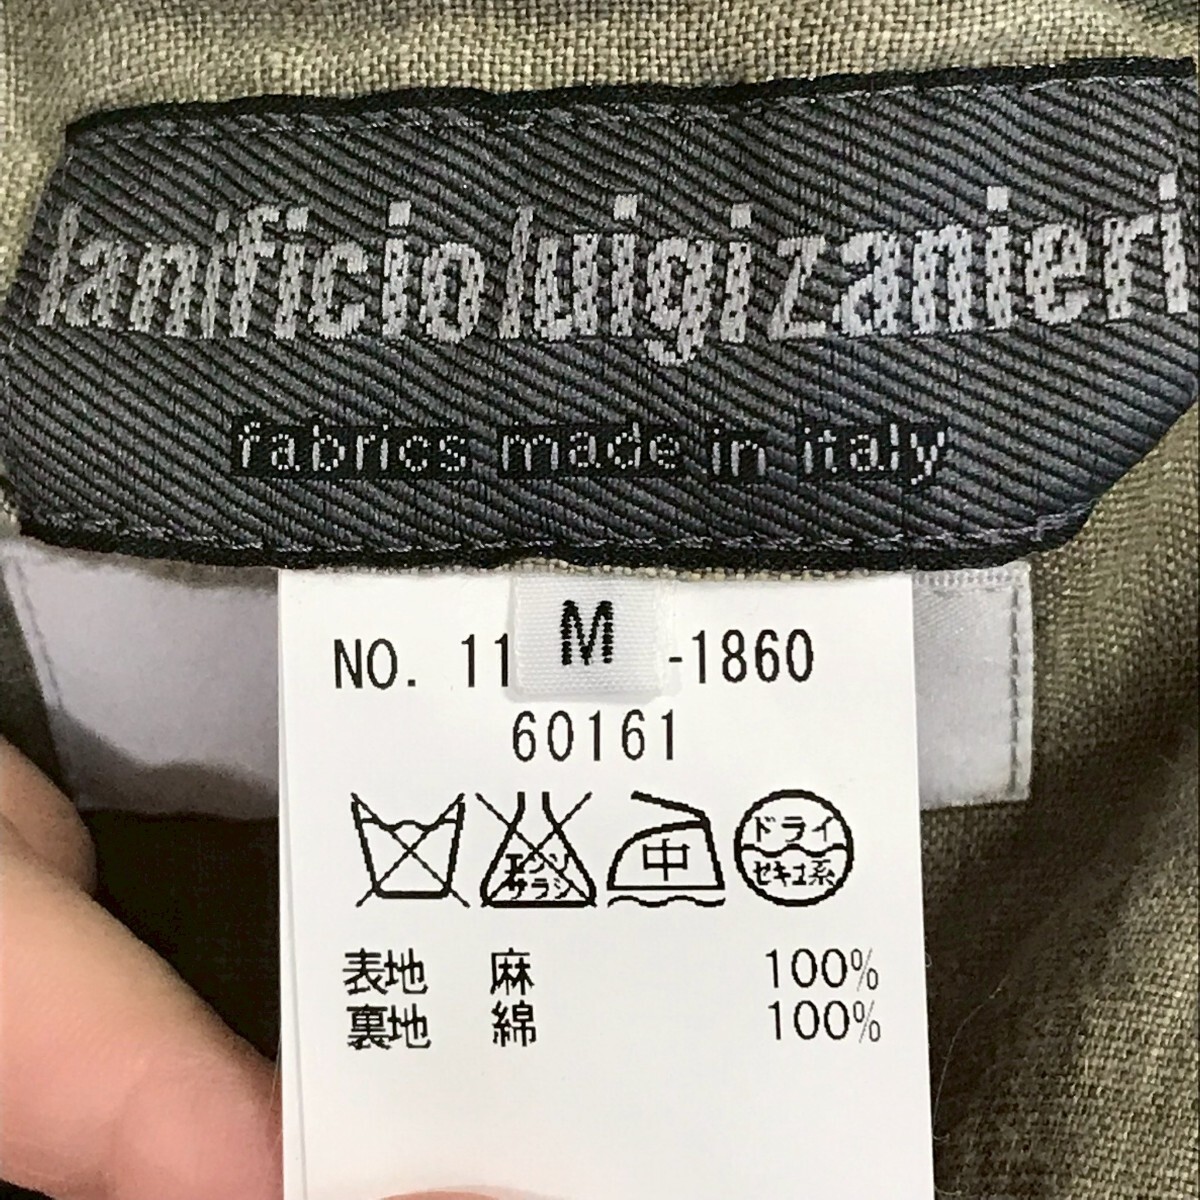 lanificio luigi zanieri
fabrics made in italy
M
NO. 11 -1860
60161
エンソ サラシ
中
ドライ セキユ系
表地 麻 100%
裏地 綿 100%